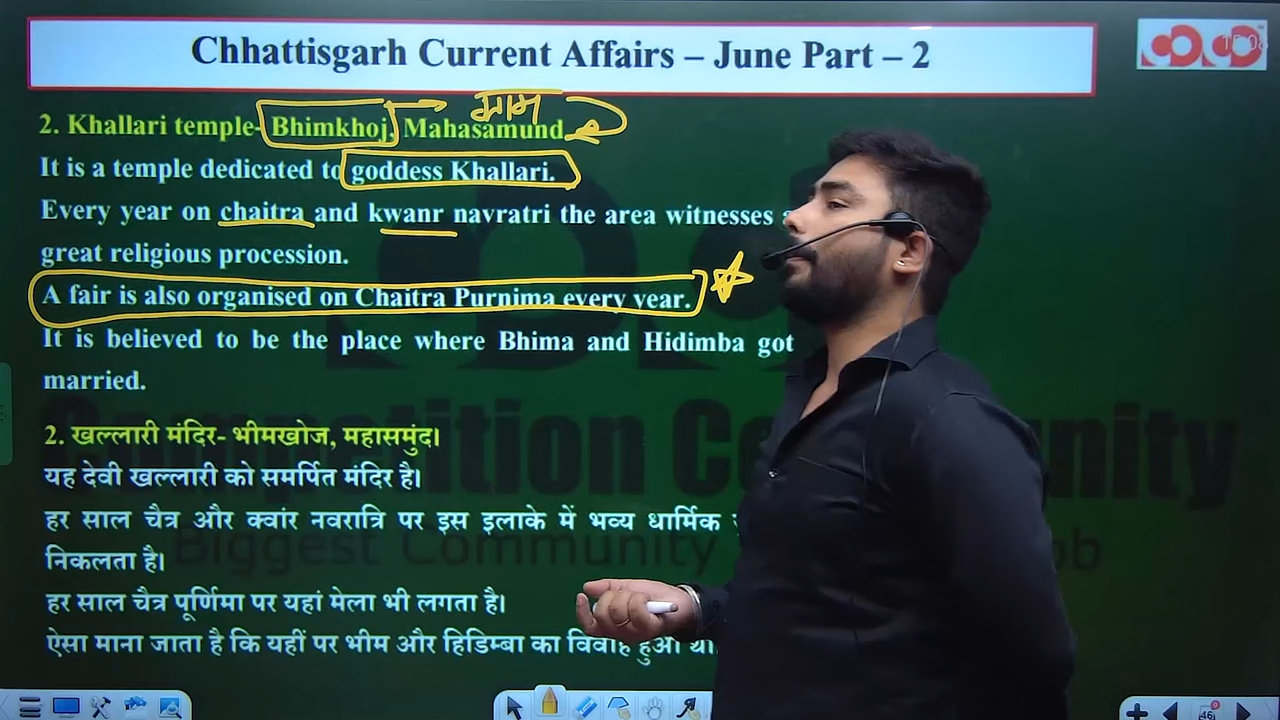 Chhattisgarh Current Affairs – June Part – 2
2. Khallari temple- Bhimkhoj, Mahasamund
ग्राम
It is a temple dedicated to goddess Khallari.
Every year on chaitra and kwanr navratri the area witnesses a
great religious procession.
A fair is also organised on Chaitra Purnima every year.
It is believed to be the place where Bhima and Hidimba got
married.
2. खल्लारी मंदिर- भीमखोज, महासमुंद।
यह देवी खल्लारी को समर्पित मंदिर है।
हर साल चैत्र और क्वांर नवरात्रि पर इस इलाके में भव्य धार्मिक
निकलता है।
हर साल चैत्र पूर्णिमा पर यहां मेला भी लगता है।
ऐसा माना जाता है कि यहीं पर भीम और हिडिम्बा का विवाह हुआ था
Competition Community
Biggest Community
46